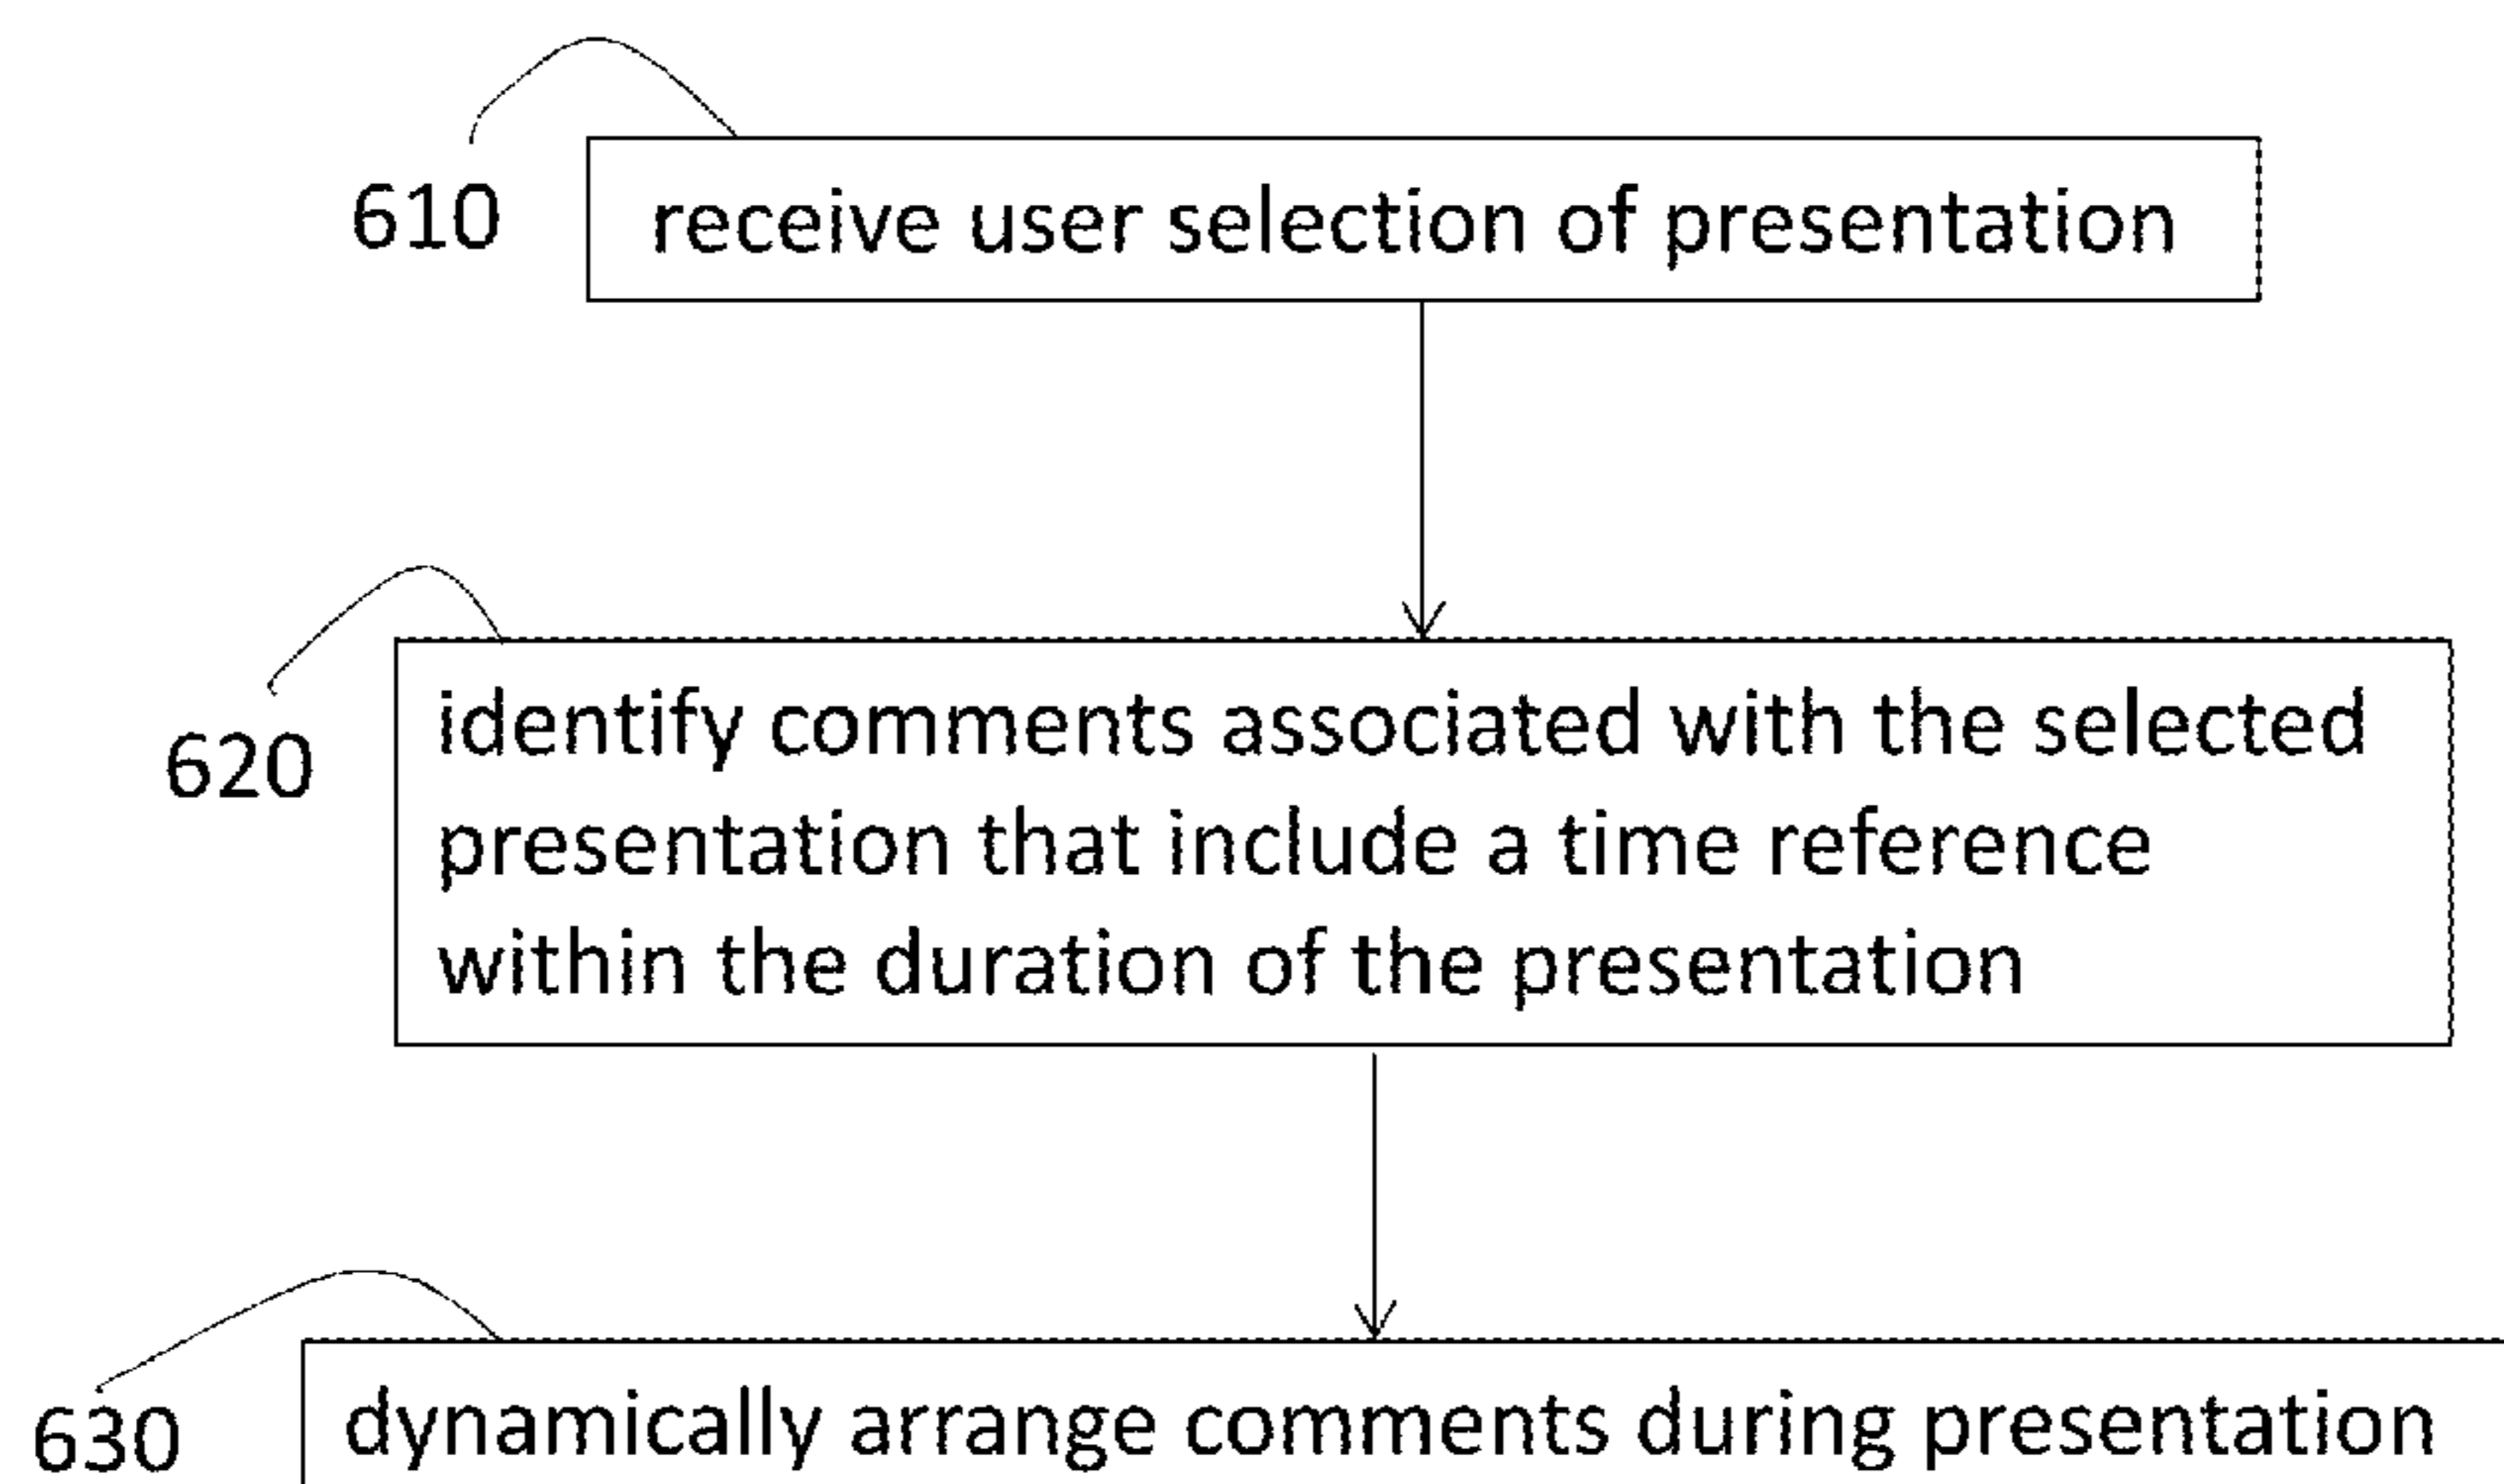 610
receive user selection of presentation
620
identify comments associated with the selected
presentation that include a time reference
within the duration of the presentation
630
dynamically arrange comments during presentation